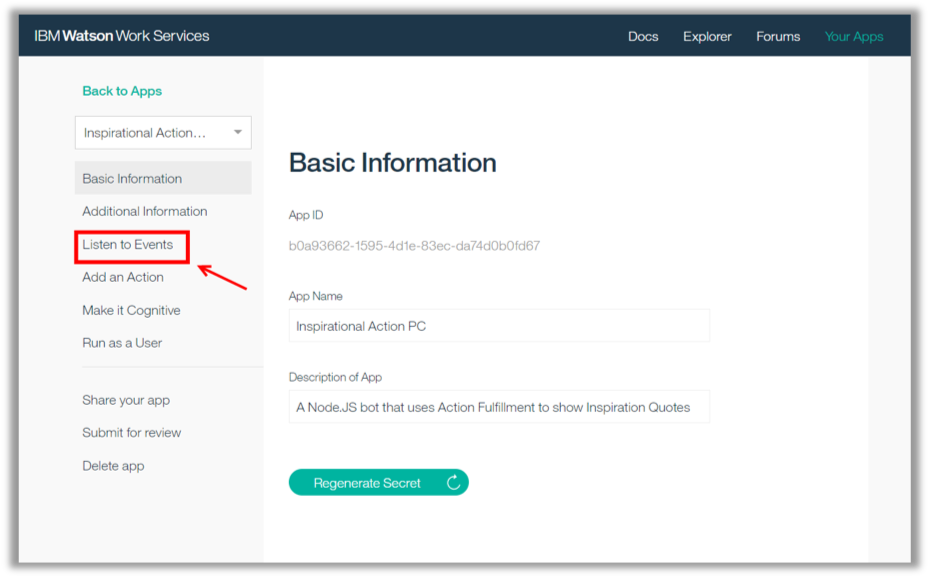 IBM Watson Work Services
Docs Explorer Forums Your Apps
Back to Apps
Inspirational Action...
Basic Information
Additional Information
Listen to Events
Add an Action
Make it Cognitive
Run as a User
Share your app
Submit for review
Delete app
Basic Information
App ID
b0a93662-1595-4d1e-83ec-da74d0b0fd67
App Name
Inspirational Action PC
Description of App
A Node.JS bot that uses Action Fulfillment to show Inspiration Quotes
Regenerate Secret